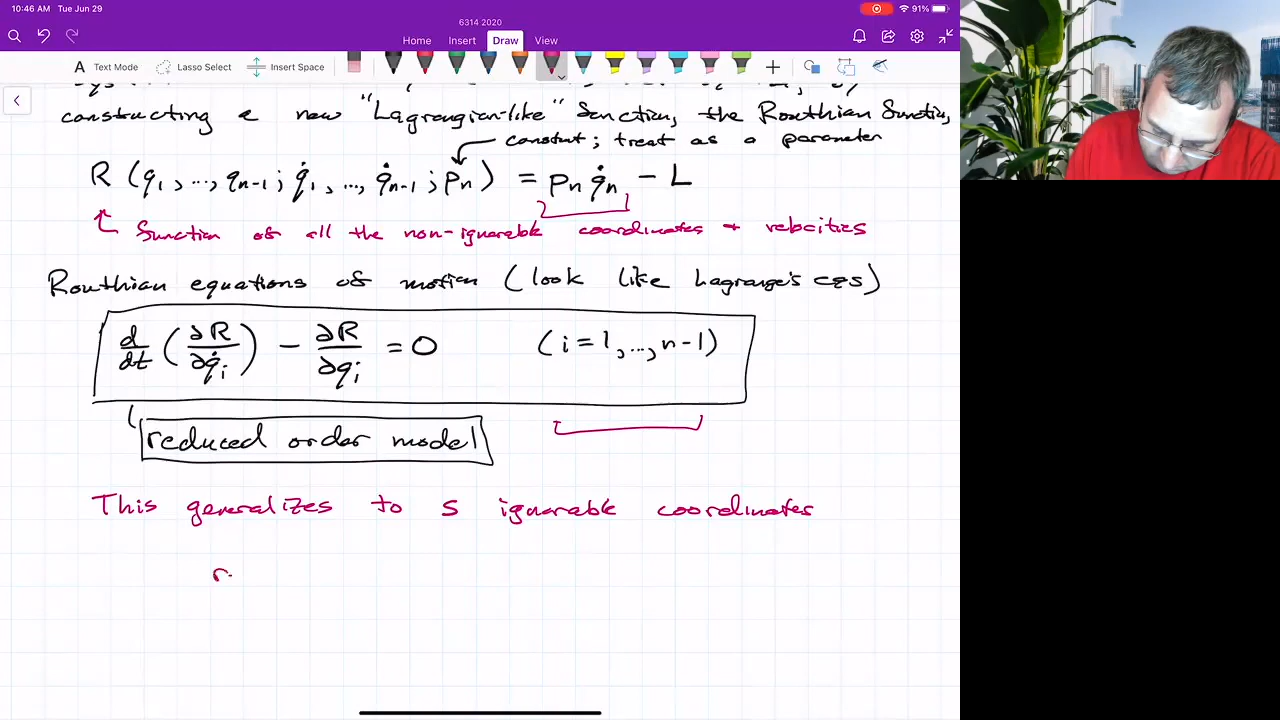 10:46 AM Tue Jun 29
91%
6314 2020
Home Insert Draw View
Text Mode Lasso Select Insert Space
constructing a new "Lagrangian-like" function, the Routhian function,
constant; treat as a parameter
R (q1, ..., qn-1; q̇1, ..., q̇n-1; pn) = pn q̇n - L
function of all the non-ignorable coordinates + velocities
Routhian equations of motion (look like Lagrange's eqs)
d/dt (∂R/∂q̇i) - ∂R/∂qi = 0 (i = 1, ..., n-1)
reduced order model
This generalizes to s ignorable coordinates